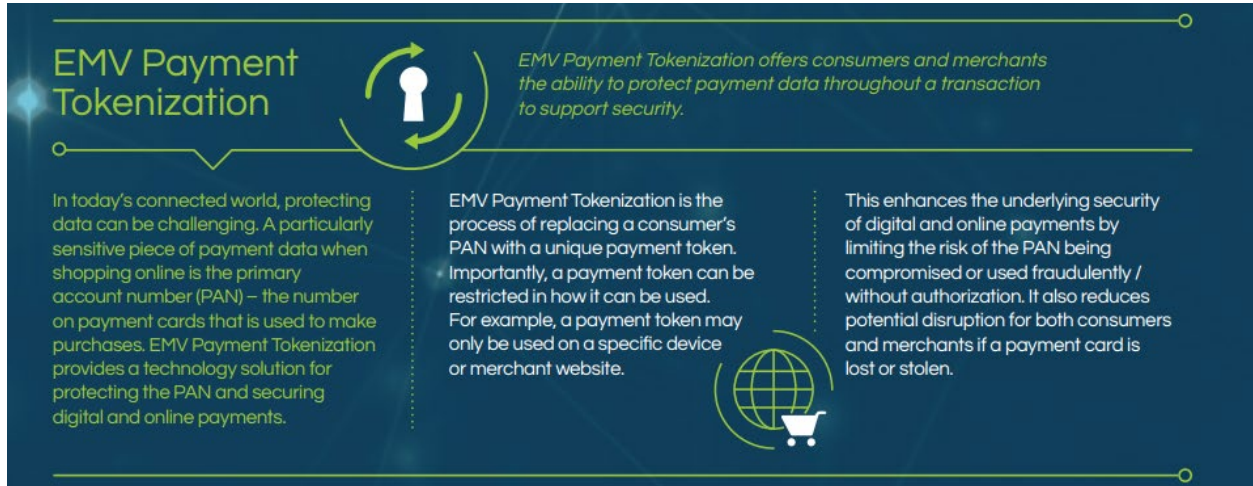 EMV Payment
Tokenization
EMV Payment Tokenization offers consumers and merchants
the ability to protect payment data throughout a transaction
to support security.
In today's connected world, protecting
data can be challenging. A particularly
sensitive piece of payment data when
shopping online is the primary
account number (PAN) – the number
on payment cards that is used to make
purchases. EMV Payment Tokenization
provides a technology solution for
protecting the PAN and securing
digital and online payments.
EMV Payment Tokenization is the
process of replacing a consumer's
PAN with a unique payment token.
Importantly, a payment token can be
restricted in how it can be used.
For example, a payment token may
only be used on a specific device
or merchant website.
This enhances the underlying security
of digital and online payments by
limiting the risk of the PAN being
compromised or used fraudulently /
without authorization. It also reduces
potential disruption for both consumers
and merchants if a payment card is
lost or stolen.